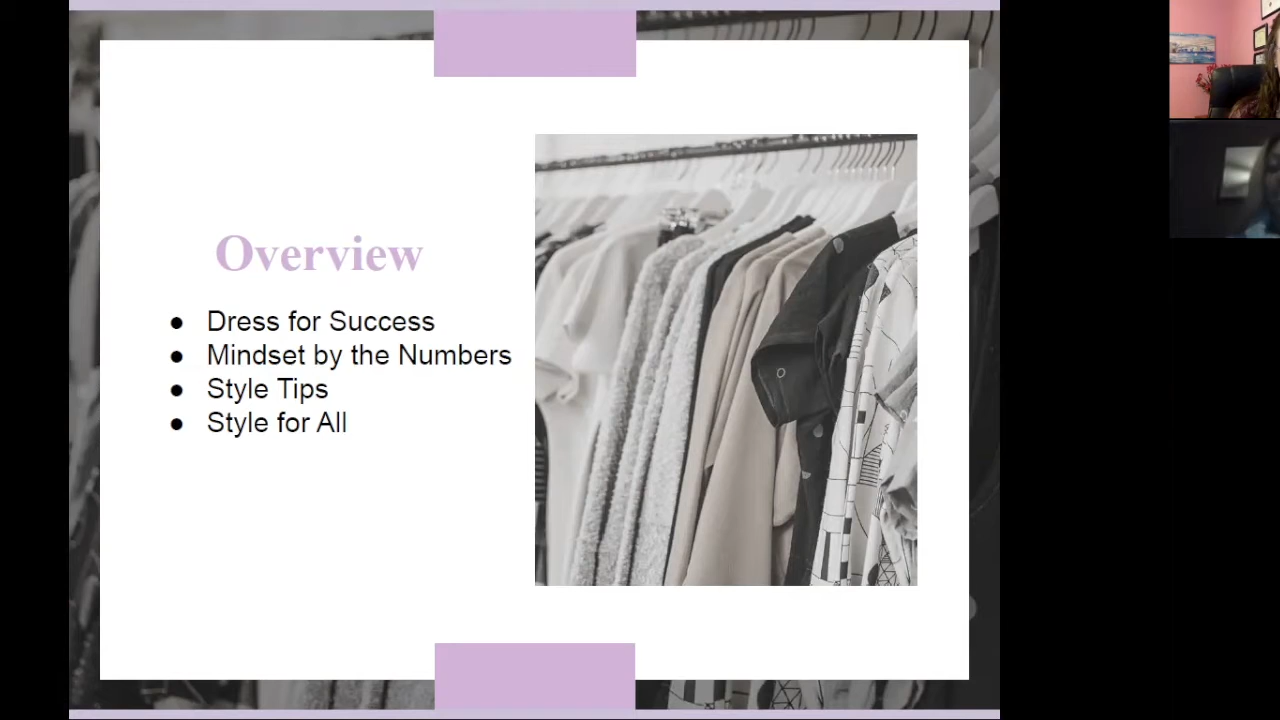 Overview
● Dress for Success
● Mindset by the Numbers
● Style Tips
● Style for All